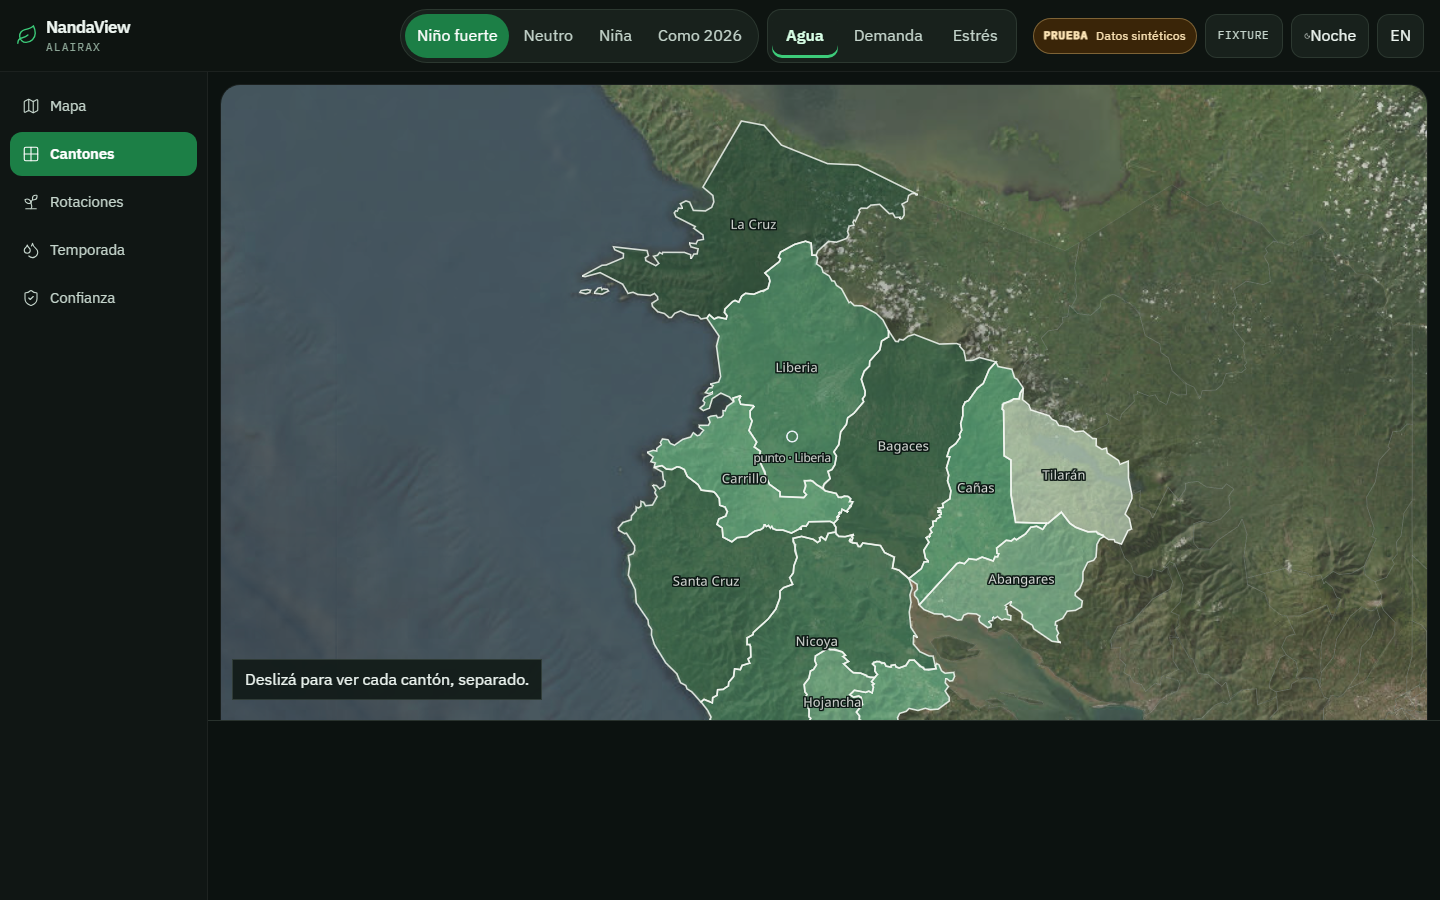 NandaView
ALAIRAX
Niño fuerte
Neutro
Niña
Como 2026
Agua
Demanda
Estrés
PRUEBA Datos sintéticos
FIXTURE
Noche
EN
Mapa
Cantones
Rotaciones
Temporada
Confianza
La Cruz
Liberia
Bagaces
punto · Liberia
Carrillo
Tilarán
Cañas
Santa Cruz
Abangares
Nicoya
Hojancha
Deslizá para ver cada cantón, separado.